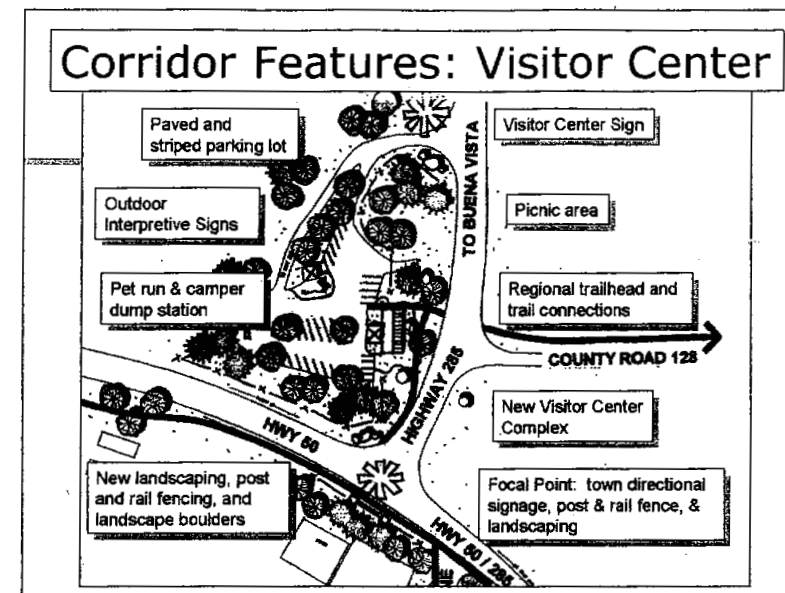 Corridor Features: Visitor Center
Paved and
striped parking lot
Visitor Center Sign
TO BUENA VISTA
Outdoor
Interpretive Signs
Picnic area
Pet run & camper
dump station
Regional trailhead and
trail connections
COUNTY ROAD 128
HIGHWAY 285
New Visitor Center
Complex
HWY 50
New landscaping, post
and rail fencing, and
landscape boulders
Focal Point: town directional
signage, post & rail fence, &
landscaping
HWY 50 / 285